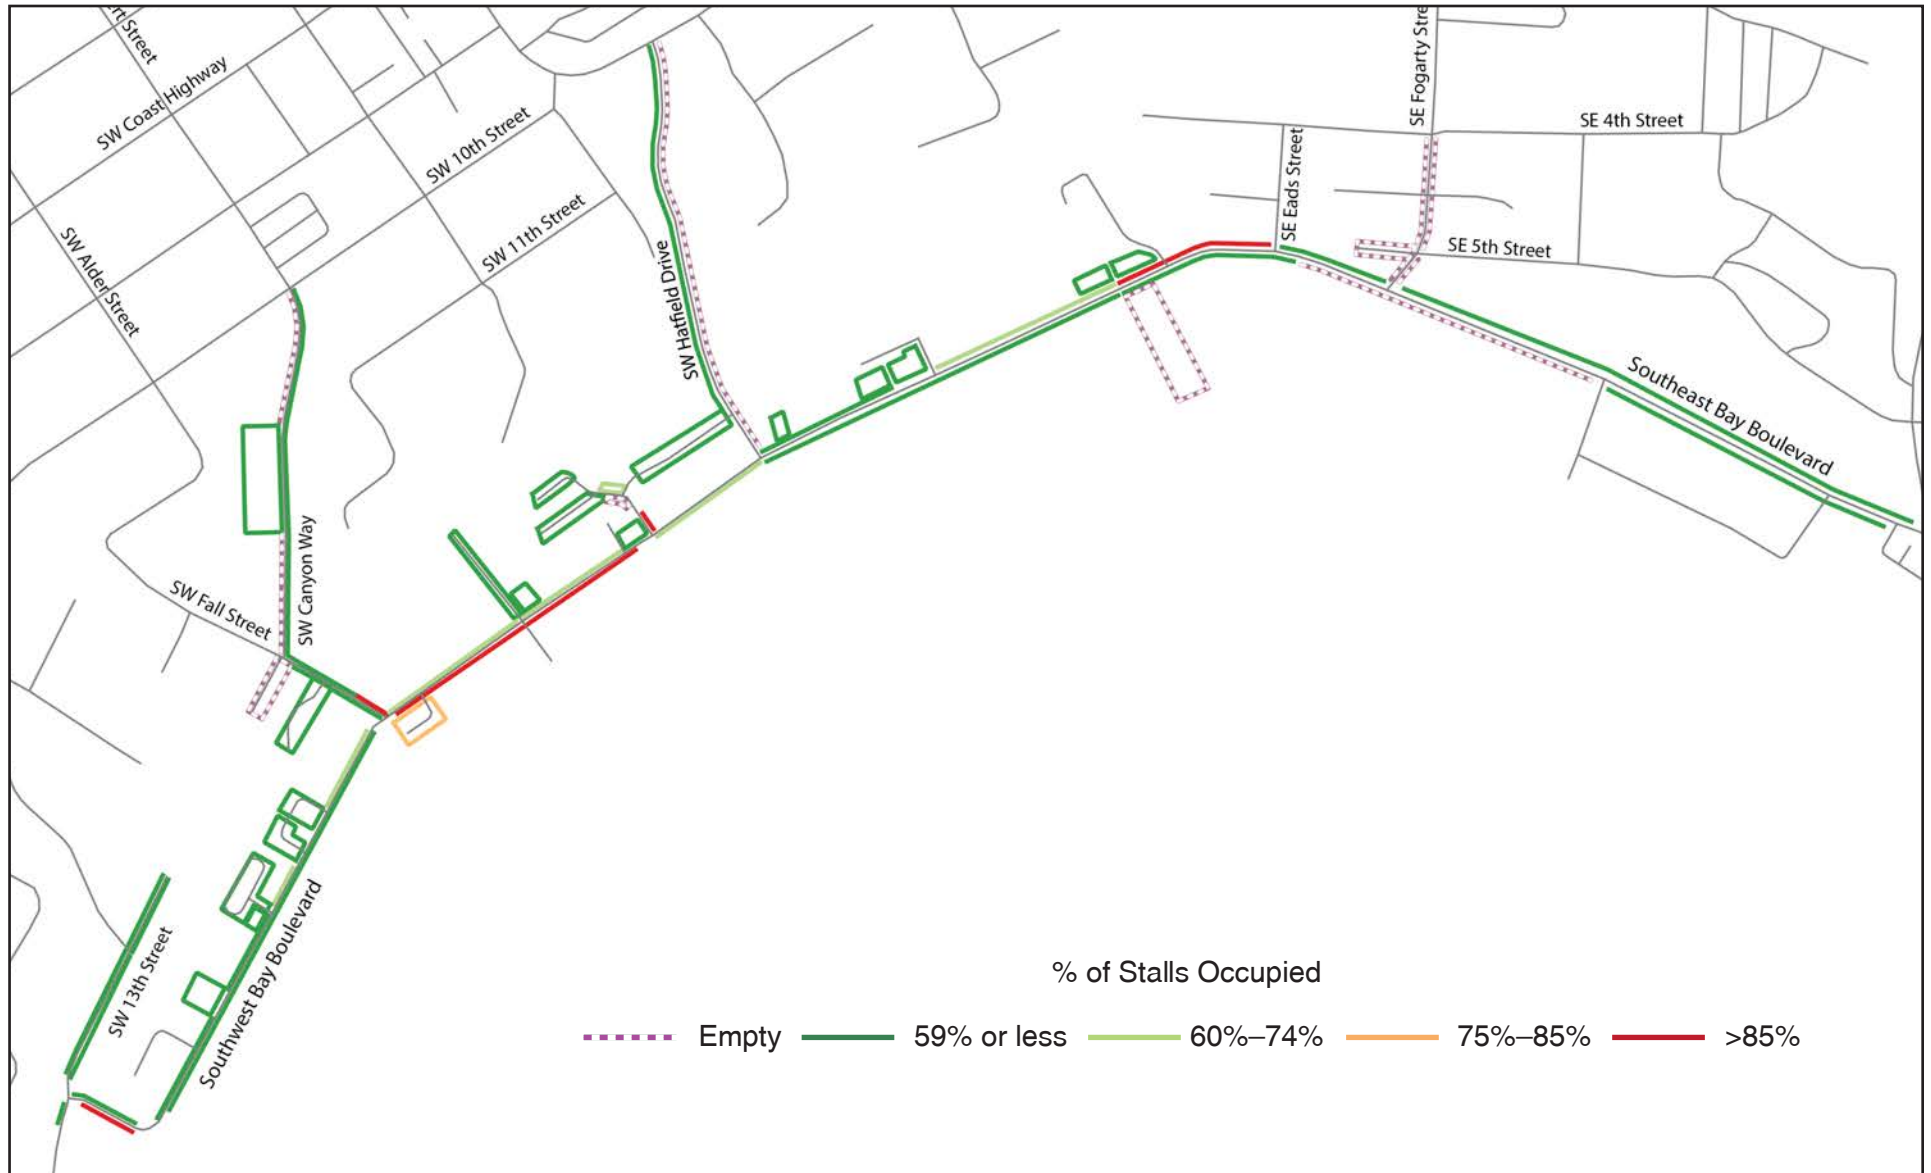 SW Coast Highway
SW 10th Street
SW 11th Street
SW Alder Street
SW Hatfield Drive
SE Fogarty Stre
SE 4th Street
SE Eads Street
SE 5th Street
Southeast Bay Boulevard
SW Canyon Way
SW Fall Street
SW 13th Street
Southwest Bay Boulevard
% of Stalls Occupied
Empty
59% or less
60%–74%
75%–85%
>85%